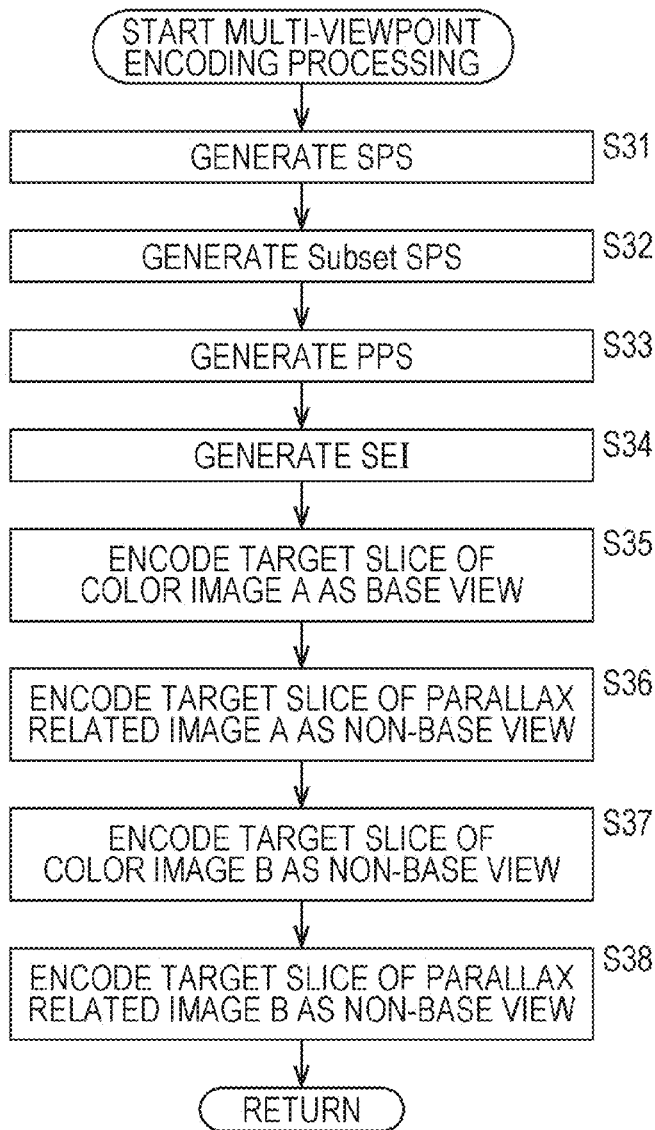 START MULTI-VIEWPOINT
ENCODING PROCESSING
GENERATE SPS
S31
GENERATE Subset SPS
S32
GENERATE PPS
S33
GENERATE SEI
S34
ENCODE TARGET SLICE OF
COLOR IMAGE A AS BASE VIEW
S35
ENCODE TARGET SLICE OF PARALLAX
RELATED IMAGE A AS NON-BASE VIEW
S36
ENCODE TARGET SLICE OF
COLOR IMAGE B AS NON-BASE VIEW
S37
ENCODE TARGET SLICE OF PARALLAX
RELATED IMAGE B AS NON-BASE VIEW
S38
RETURN